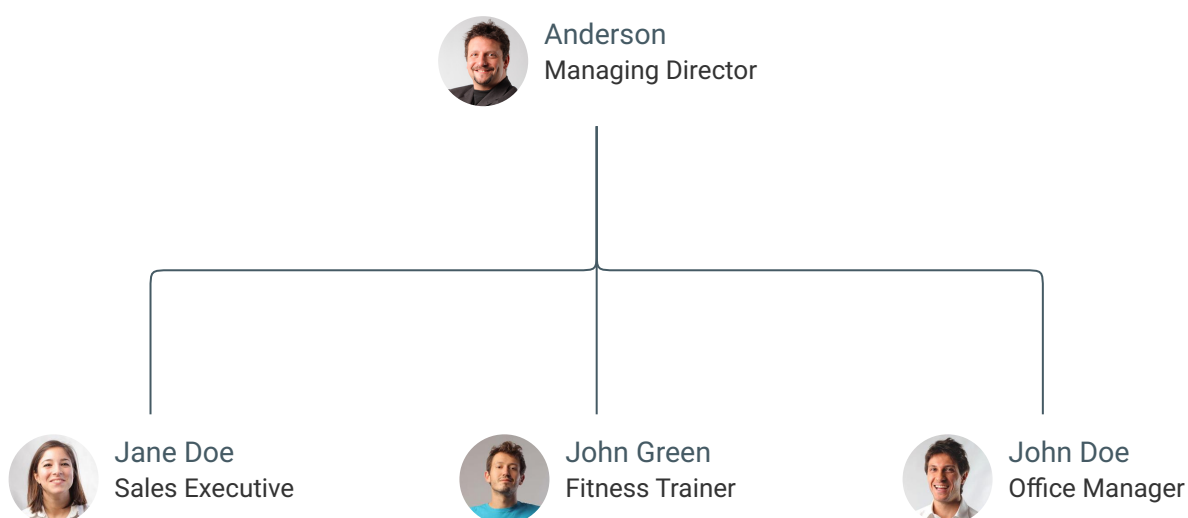 Anderson
Managing Director
Jane Doe
Sales Executive
John Green
Fitness Trainer
John Doe
Office Manager